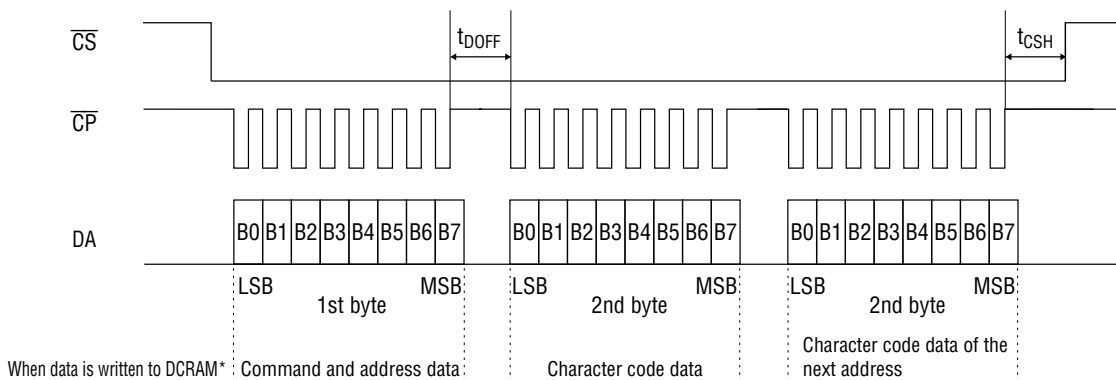 CS
tDOFF
tCSH
CP
DA
B0 B1 B2 B3 B4 B5 B6 B7
B0 B1 B2 B3 B4 B5 B6 B7
B0 B1 B2 B3 B4 B5 B6 B7
LSB MSB
LSB MSB
LSB MSB
1st byte
2nd byte
2nd byte
When data is written to DCRAM*
Command and address data
Character code data
Character code data of the
next address